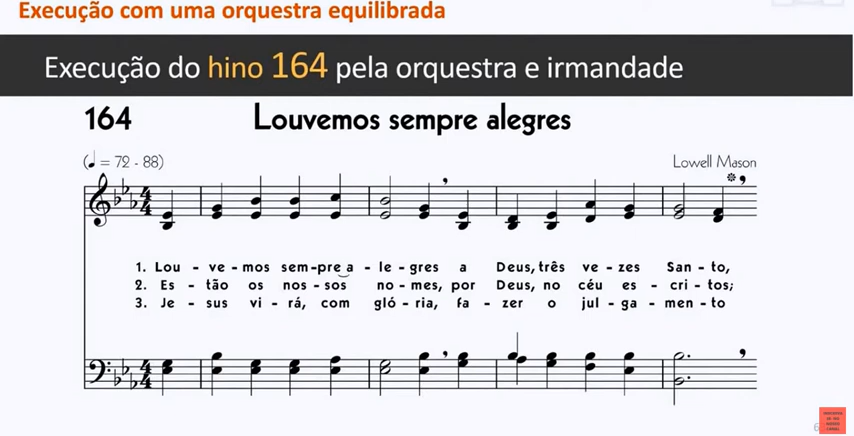 Execução com uma orquestra equilibrada
Execução do hino 164 pela orquestra e irmandade
164 Louvemos sempre alegres
(♩ = 72 - 88) Lowell Mason
1. Lou - ve - mos sem-pre a - le - gres a Deus, três ve - zes San - to,
2. Es - tão os nos - sos no - mes, por Deus, no céu es - cri - tos;
3. Je - sus vi - rá, com gló - ria, fa - zer o jul - ga - men - to